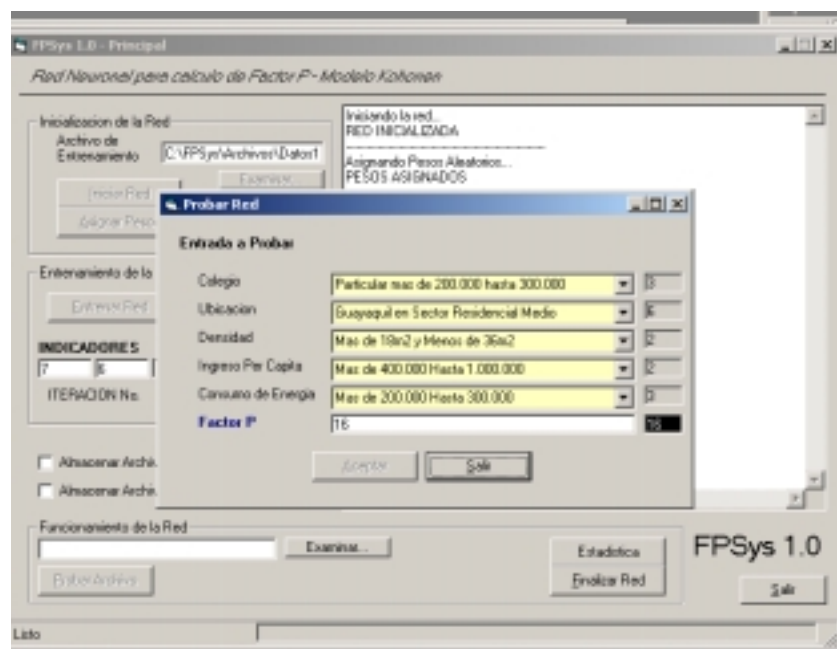 FPSys 1.0 - Principal
Red Neuronal para calculo de Factor P - Modelo Kohonen
Inicializacion de la Red
Archivo de
Entrenamiento
C:\FPSys\Archivos\Datos1
Examinar...
Iniciar Red
Asignar Peso
Iniciando la red...
RED INICIALIZADA
Asignando Pesos Aleatorios...
PESOS ASIGNADOS
Probar Red
Entrada a Probar
Colegio
Particular mas de 200.000 hasta 300.000
3
Ubicacion
Guayaquil en Sector Residencial Medio
6
Densidad
Mas de 18m2 y Menos de 36m2
2
Ingreso Per Capita
Mas de 400.000 Hasta 1.000.000
2
Consumo de Energia
Mas de 200.000 Hasta 300.000
3
Factor P
16
16
Aceptar
Salir
Entrenamiento de la
Entrenar Red
INDICADORES
7
6
ITERACION No.
Almacenar Archi
Almacenar Archi
Funcionamiento de la Red
Examinar...
Probar Archivo
Estadistica
Finalizar Red
FPSys 1.0
Salir
Listo